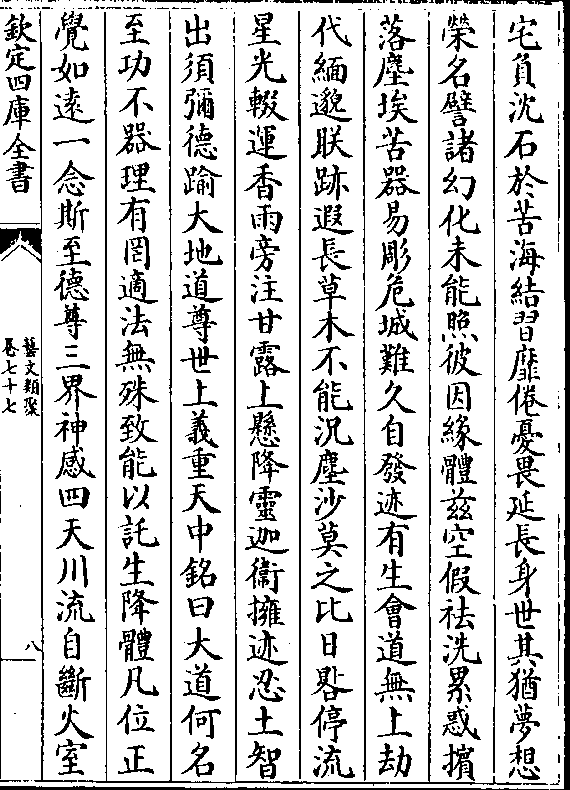 宅負沈石於苦海結習靡倦憂畏延長身世其猶夢想
榮名譬諸幻化未能照彼因緣體茲空假祛洗累惑擯
落塵埃苦器易彫危城難久自發迹有生會道無上劫
代緬邈朕跡遐長草木不能況塵沙莫之比日晷停流
星光輟運香雨旁注甘露上懸降靈迦衞擁迹忍土智
出須彌德踰大地道尊世上義重天中銘曰大道何名
至功不器理有罔適法無殊致能以託生降體凡位正
覺如遠一念斯至德尊三界神感四天川流自斷火室
欽定四庫全書
藝文類聚
卷七十七
八